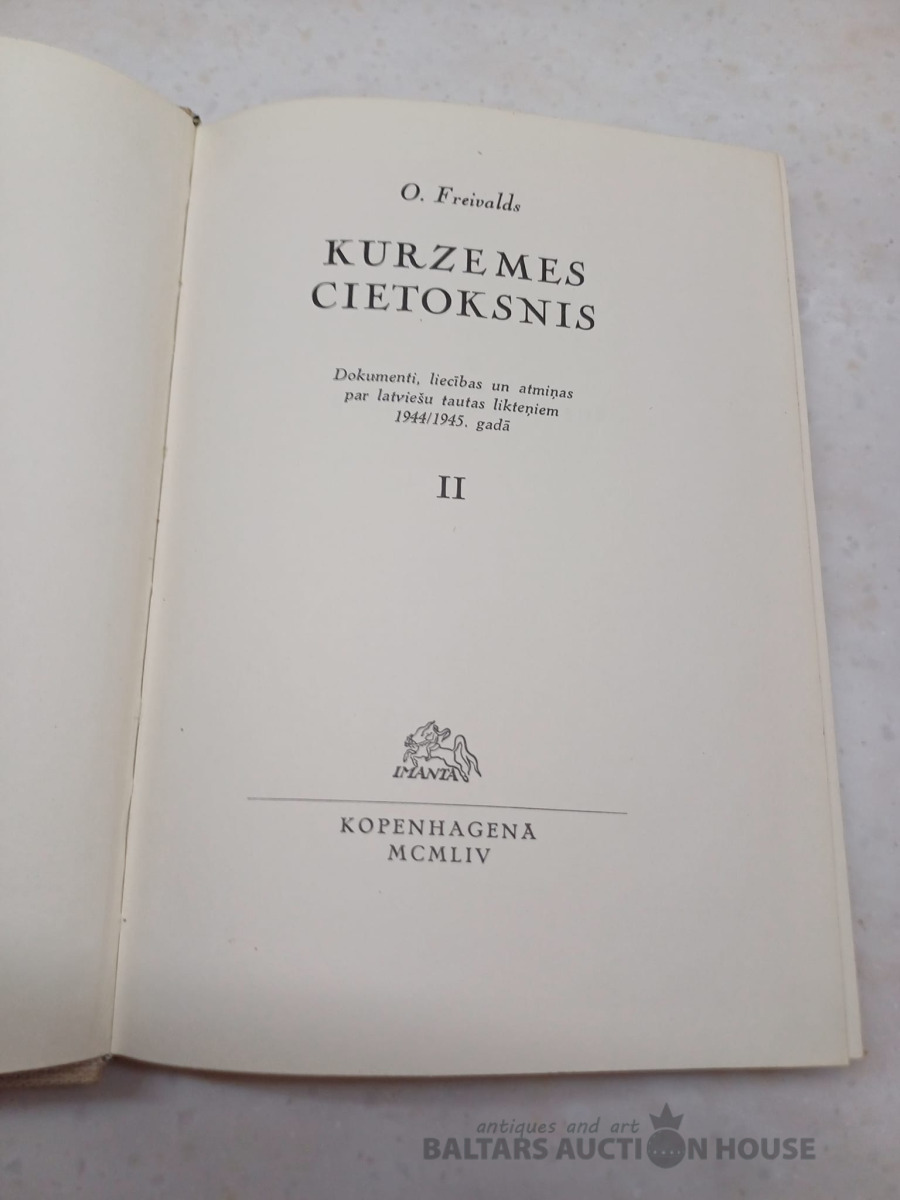 O. Freivalds
KURZEMES
CIETOKSNIS
Dokumenti, liecības un atmiņas
par latviešu tautas likteņiem
1944/1945. gadā
II
IMANTA
KOPENHAGENĀ
MCMLIV
antiques and art
BALTARS AUCTION HOUSE